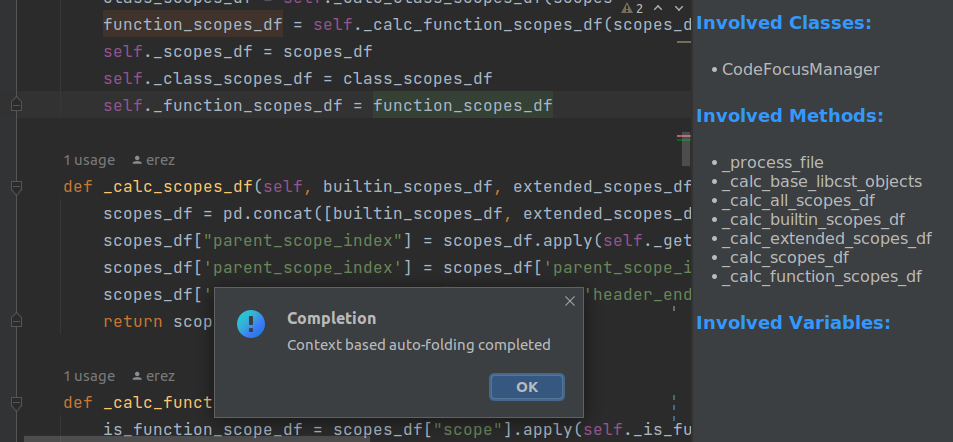 class_scopes_df = self._calc_class_scopes_df(scopes
2
function_scopes_df = self._calc_function_scopes_df(scopes_d
self._scopes_df = scopes_df
self._class_scopes_df = class_scopes_df
self._function_scopes_df = function_scopes_df
1 usage erez
def _calc_scopes_df(self, builtin_scopes_df, extended_scopes_df
scopes_df = pd.concat([builtin_scopes_df, extended_scopes_d
scopes_df["parent_scope_index"] = scopes_df.apply(self._get
scopes_df['parent_scope_index'] = scopes_df['parent_scope_i
scopes_df[' 'header_end
return scop
1 usage erez
def _calc_funct
is_function_scope_df = scopes_df["scope"].apply(self._is_fu
Completion
Context based auto-folding completed
OK
Involved Classes:
• CodeFocusManager
Involved Methods:
• _process_file
• _calc_base_libcst_objects
• _calc_all_scopes_df
• _calc_builtin_scopes_df
• _calc_extended_scopes_df
• _calc_scopes_df
• _calc_function_scopes_df
Involved Variables: